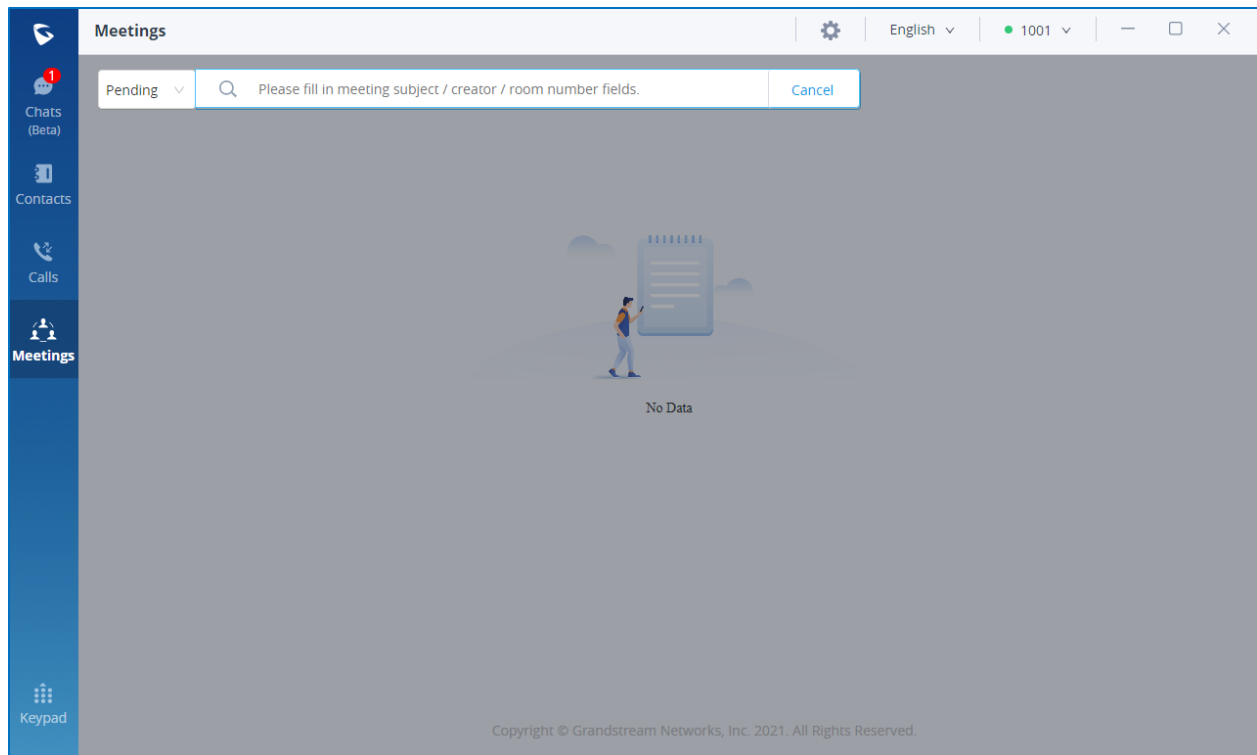 Meetings
English
1001
1
Chats
(Beta)
Pending
Please fill in meeting subject / creator / room number fields.
Cancel
Contacts
Calls
Meetings
No Data
Keypad
Copyright © Grandstream Networks, Inc. 2021. All Rights Reserved.